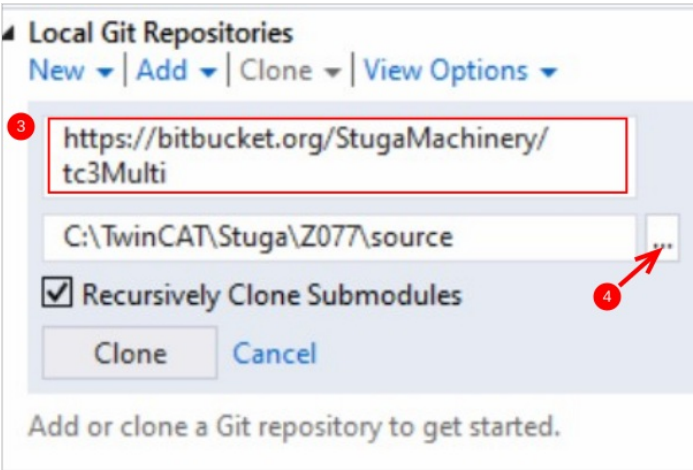 Local Git Repositories
New | Add | Clone | View Options
3
https://bitbucket.org/StugaMachinery/
tc3Multi
C:\TwinCAT\Stuga\Z077\source ...
4
Recursively Clone Submodules
Clone Cancel
Add or clone a Git repository to get started.